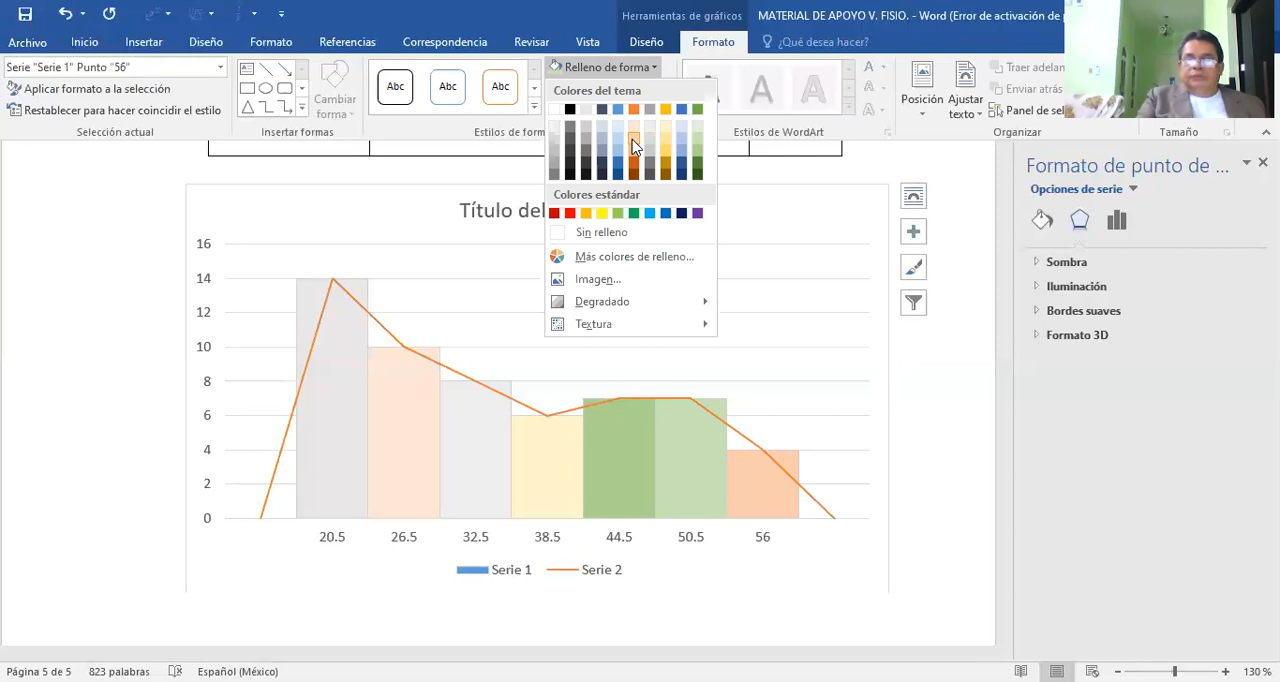 Herramientas de gráficos
MATERIAL DE APOYO V. FISIO. - Word (Error de activación de
Archivo
Inicio
Insertar
Diseño
Formato
Referencias
Correspondencia
Revisar
Vista
Diseño
Formato
¿Qué desea hacer?
Serie "Serie 1" Punto "56"
Aplicar formato a la selección
Restablecer para hacer coincidir el estilo
Selección actual
Cambiar
forma
Insertar formas
Abc
Abc
Abc
Estilos de form
Relleno de forma
A
A
A
Estilos de WordArt
Posición
Ajustar
texto
Traer adelan
Enviar atrás
Panel de sel
Organizar
Tamaño
Colores del tema
Colores estándar
Sin relleno
Más colores de relleno...
Imagen...
Degradado
Textura
Título del
16
14
12
10
8
6
4
2
0
20.5
26.5
32.5
38.5
44.5
50.5
56
Serie 1
Serie 2
Formato de punto de ...
Opciones de serie
Sombra
Iluminación
Bordes suaves
Formato 3D
Página 5 de 5
823 palabras
Español (México)
130 %